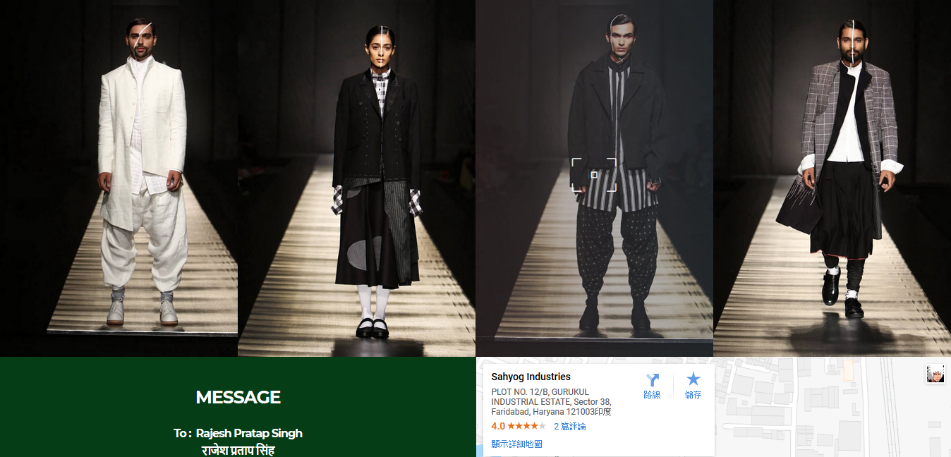 MESSAGE
To : Rajesh Pratap Singh
राजेश प्रताप सिंह
Sahyog Industries
PLOT NO. 12/B, GURUKUL
INDUSTRIAL ESTATE, Sector 38,
Faridabad, Haryana 121003印度
4.0 ★★★★★ 2 篇評論
顯示詳細地圖
路線
儲存